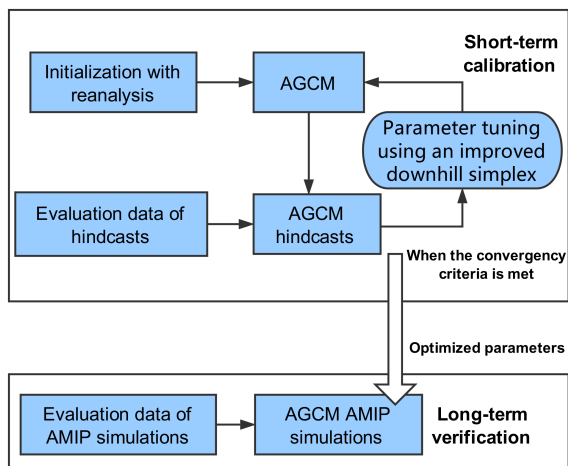 Short-term
calibration
Initialization with
reanalysis
AGCM
Parameter tuning
using an improved
downhill simplex
Evaluation data of
hindcasts
AGCM
hindcasts
When the convergency
criteria is met
Optimized parameters
Evaluation data of
AMIP simulations
AGCM AMIP
simulations
Long-term
verification